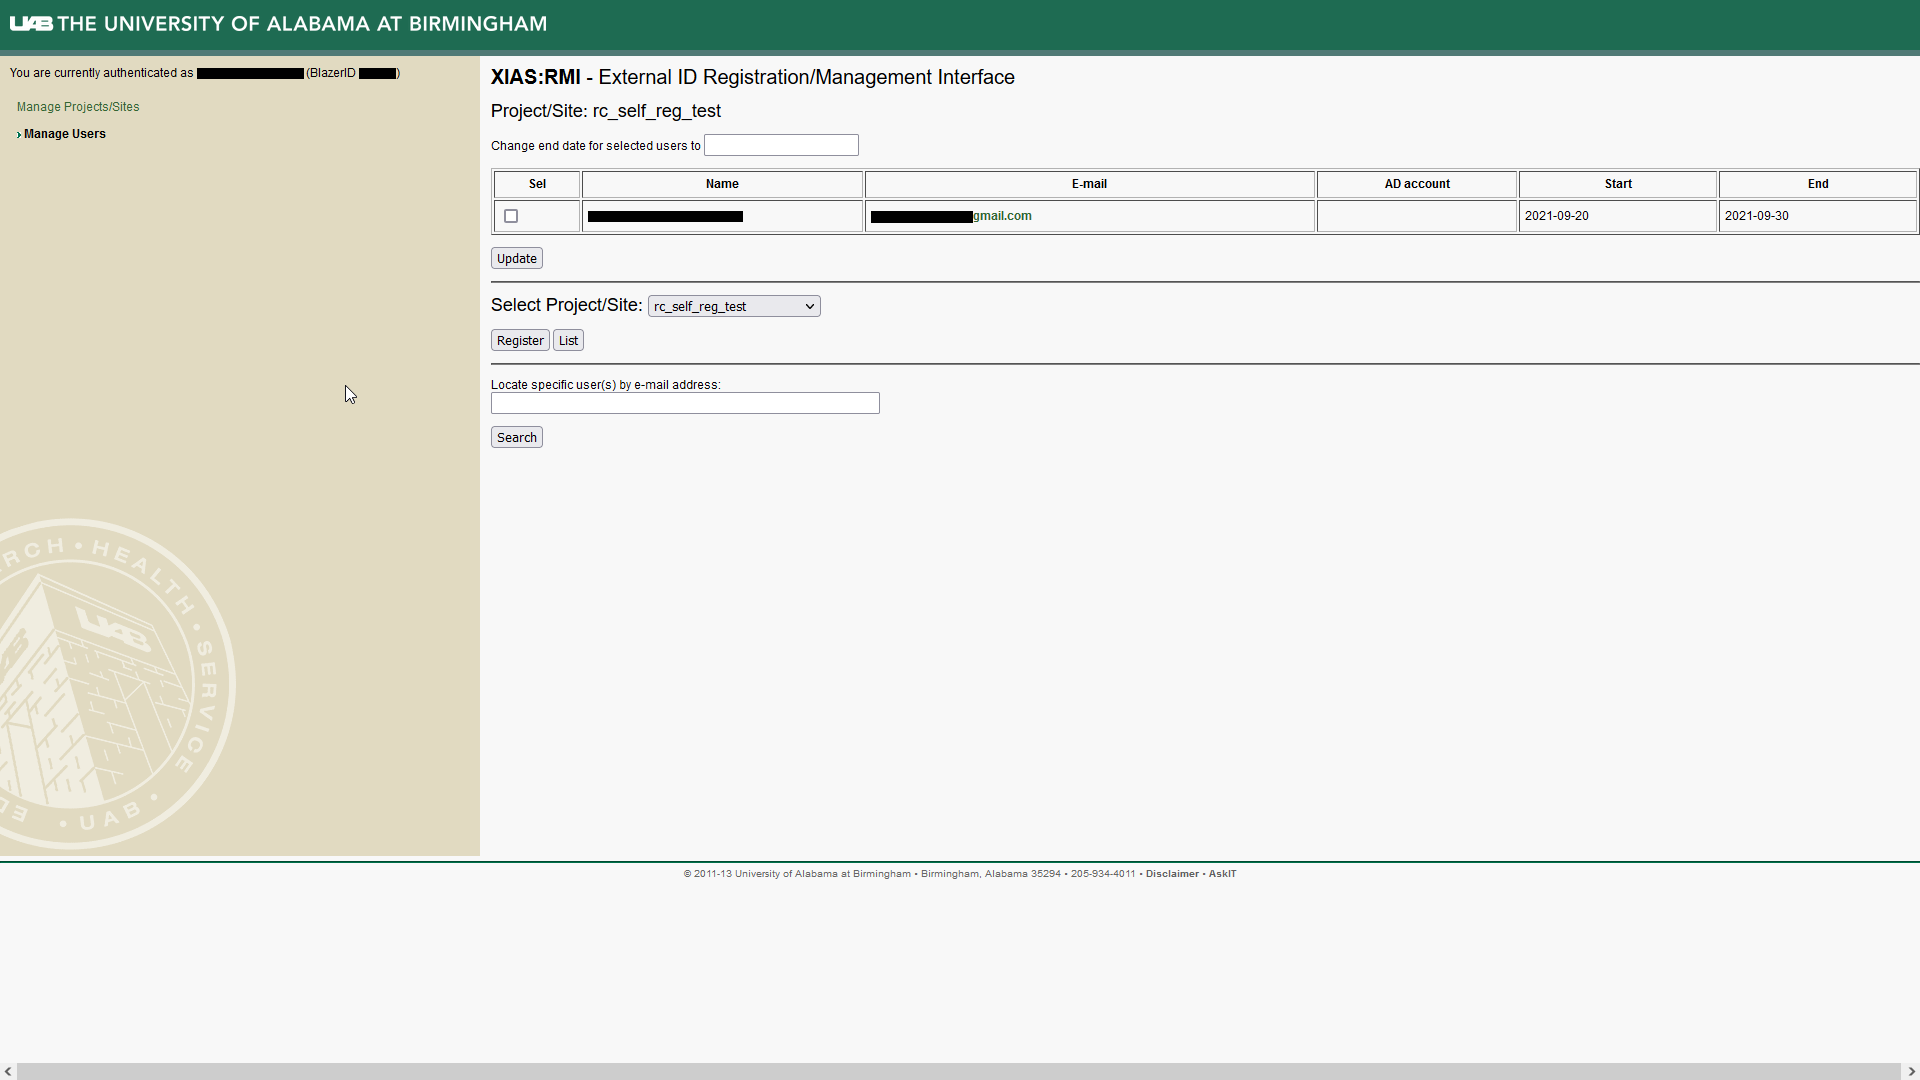 UAB THE UNIVERSITY OF ALABAMA AT BIRMINGHAM
You are currently authenticated as (BlazerID )
Manage Projects/Sites
› Manage Users
XIAS:RMI - External ID Registration/Management Interface
Project/Site: rc_self_reg_test
Change end date for selected users to
Sel Name E-mail AD account Start End
gmail.com 2021-09-20 2021-09-30
Update
Select Project/Site: rc_self_reg_test
Register List
Locate specific user(s) by e-mail address:
Search
RCH • HEALTH • SERVICE • UAB • ED
UAB
© 2011-13 University of Alabama at Birmingham • Birmingham, Alabama 35294 • 205-934-4011 • Disclaimer • AskIT